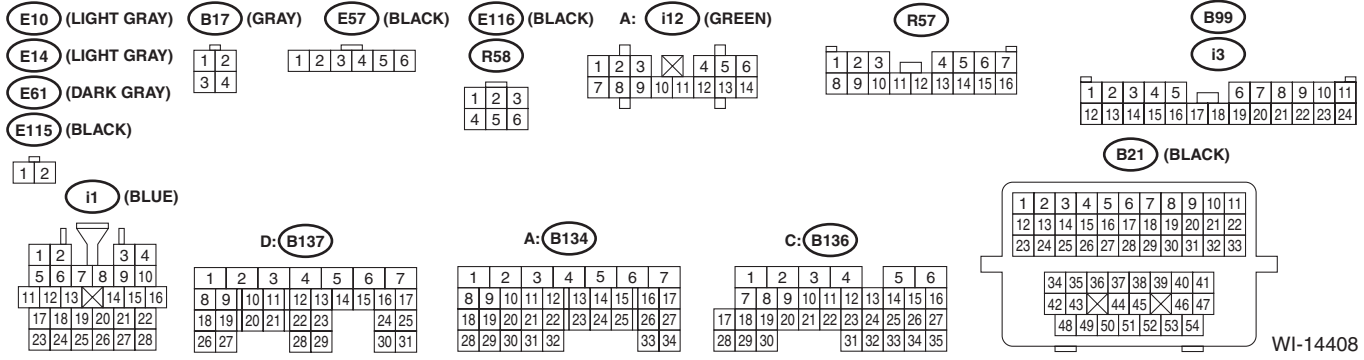 E10 (LIGHT GRAY) B17 (GRAY) E57 (BLACK) E116 (BLACK) A: i12 (GREEN) R57 B99
E14 (LIGHT GRAY) R58 i3
E61 (DARK GRAY)
E115 (BLACK)
1 2
3 4
1 2 3 4 5 6
1 2 3
4 5 6
1 2 3 4 5 6
7 8 9 10 11 12 13 14
1 2 3 4 5 6 7
8 9 10 11 12 13 14 15 16
1 2 3 4 5 6 7 8 9 10 11
12 13 14 15 16 17 18 19 20 21 22 23 24
1 2
i1 (BLUE)
1 2 3 4
5 6 7 8 9 10
11 12 13 14 15 16
17 18 19 20 21 22
23 24 25 26 27 28
D: B137
1 2 3 4 5 6 7
8 9 10 11 12 13 14 15 16 17
18 19 20 21 22 23 24 25
26 27 28 29 30 31
A: B134
1 2 3 4 5 6 7
8 9 10 11 12 13 14 15 16 17
18 19 20 21 22 23 24 25 26 27
28 29 30 31 32 33 34
C: B136
1 2 3 4 5 6
7 8 9 10 11 12 13 14 15 16
17 18 19 20 21 22 23 24 25 26 27
28 29 30 31 32 33 34 35
B21 (BLACK)
1 2 3 4 5 6 7 8 9 10 11
12 13 14 15 16 17 18 19 20 21 22
23 24 25 26 27 28 29 30 31 32 33
34 35 36 37 38 39 40 41
42 43 44 45 46 47
48 49 50 51 52 53 54
WI-14408